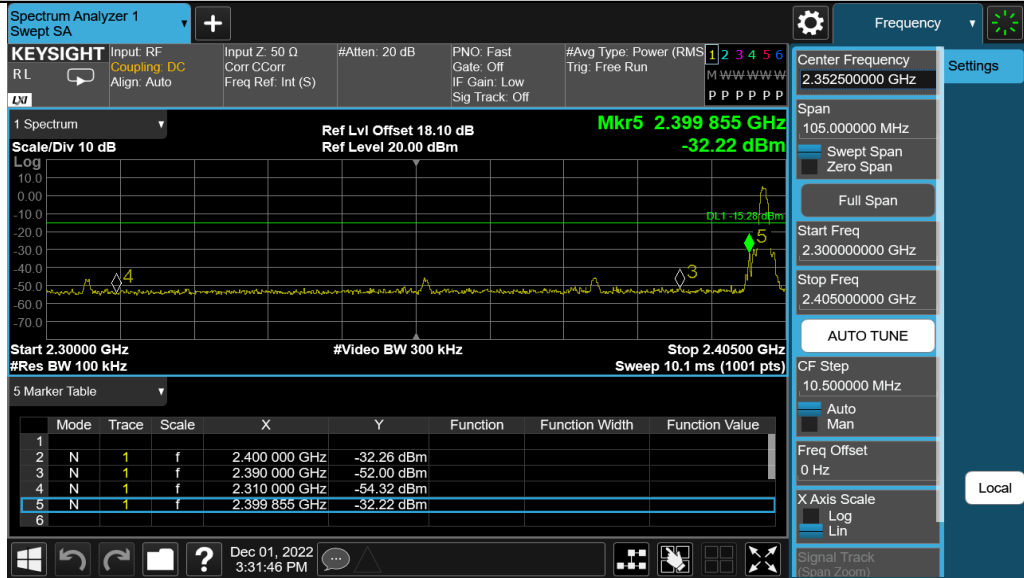 Spectrum Analyzer 1
Swept SA
Frequency
KEYSIGHT
Input: RF
Coupling: DC
Align: Auto
Input Z: 50 Ω
Corr CCorr
Freq Ref: Int (S)
#Atten: 20 dB
PNO: Fast
Gate: Off
IF Gain: Low
Sig Track: Off
#Avg Type: Power (RMS
Trig: Free Run
1 2 3 4 5 6
M W W W W W
P P P P P P
R L
LXI
Center Frequency
2.352500000 GHz
Settings
1 Spectrum
Scale/Div 10 dB
Ref Lvl Offset 18.10 dB
Ref Level 20.00 dBm
Mkr5 2.399 855 GHz
-32.22 dBm
Log
10.0
0.00
-10.0
-20.0
-30.0
-40.0
-50.0
-60.0
-70.0
DL1 -15.28 dBm
5
4
3
Start 2.30000 GHz
#Video BW 300 kHz
Stop 2.40500 GHz
#Res BW 100 kHz
Sweep 10.1 ms (1001 pts)
Span
105.000000 MHz
Swept Span
Zero Span
Full Span
Start Freq
2.300000000 GHz
Stop Freq
2.405000000 GHz
AUTO TUNE
CF Step
10.500000 MHz
Auto
Man
Freq Offset
0 Hz
X Axis Scale
Log
Lin
Signal Track
(Span Zoom)
Local
5 Marker Table
Mode Trace Scale X Y Function Function Width Function Value
1
2 N 1 f 2.400 000 GHz -32.26 dBm
3 N 1 f 2.390 000 GHz -52.00 dBm
4 N 1 f 2.310 000 GHz -54.32 dBm
5 N 1 f 2.399 855 GHz -32.22 dBm
6
?
Dec 01, 2022
3:31:46 PM